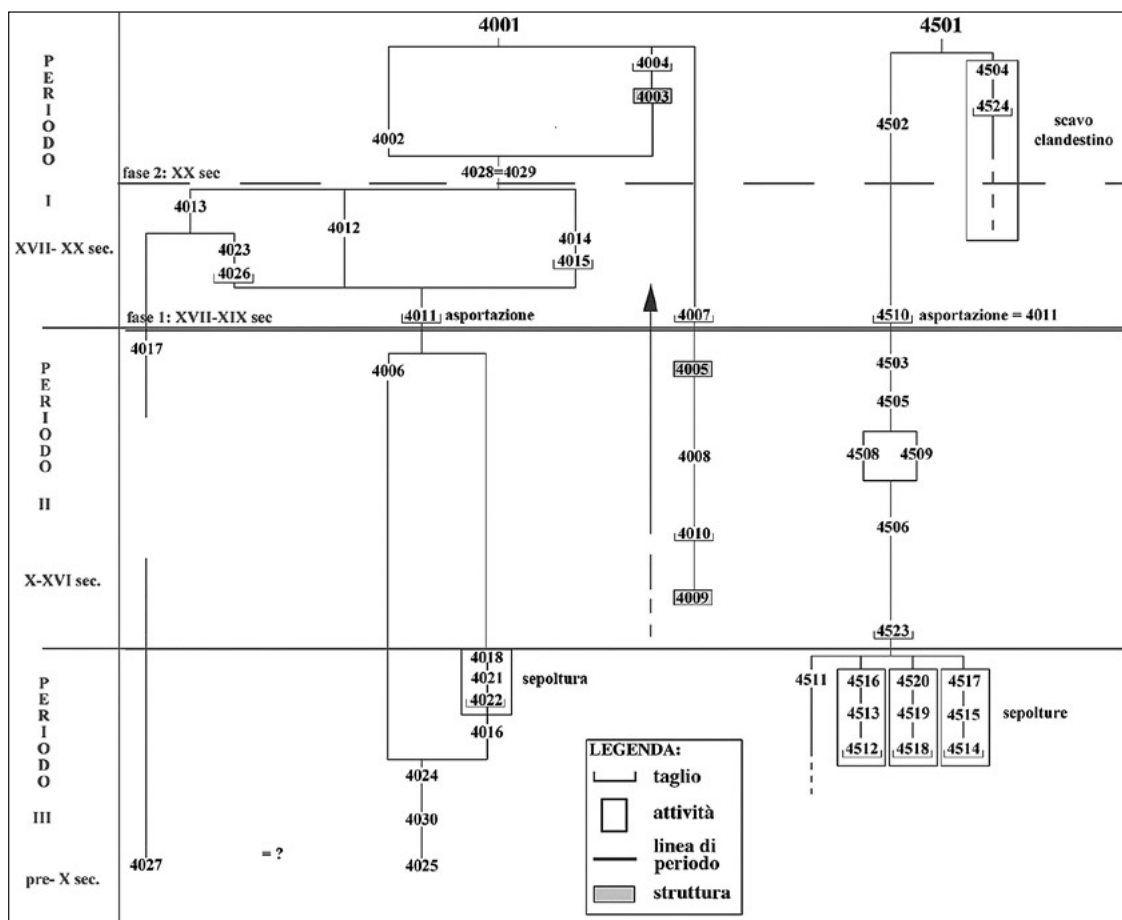 4001
4501
PERIODO
I
XVII- XX sec.
4004
4003
4002
4504
4524
4502
scavo
clandestino
fase 2: XX sec
4028=4029
4013
4012
4014
4023
4026
4015
fase 1: XVII-XIX sec
4011 asportazione
4007
4510 asportazione = 4011
PERIODO
II
X-XVI sec.
4017
4006
4005
4503
4505
4008
4508
4509
4010
4506
4009
4523
PERIODO
III
pre- X sec.
4018
4021
4022
sepoltura
4016
4511
4516
4520
4517
4513
4519
4515
4512
4518
4514
sepolture
4024
4030
4027
= ?
4025
LEGENDA:
taglio
attività
linea di
periodo
struttura